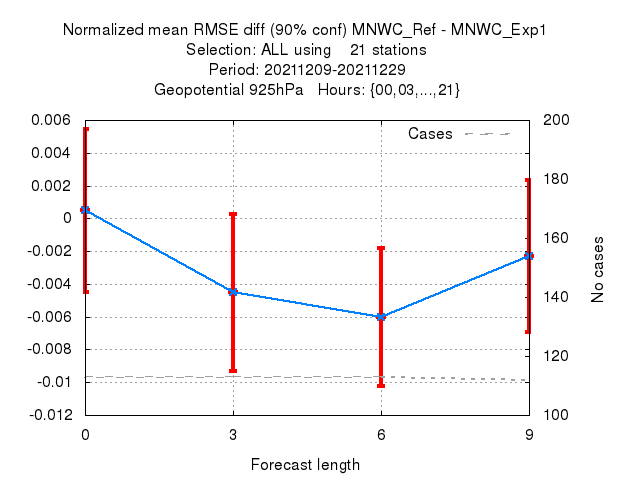 Normalized mean RMSE diff (90% conf) MNWC_Ref - MNWC_Exp1
Selection: ALL using 21 stations
Period: 20211209-20211229
Geopotential 925hPa Hours: {00,03,...,21}
Cases
0.006
0.004
0.002
0
-0.002
-0.004
-0.006
-0.008
-0.01
-0.012
200
180
160
140
120
100
No cases
0
3
6
9
Forecast length